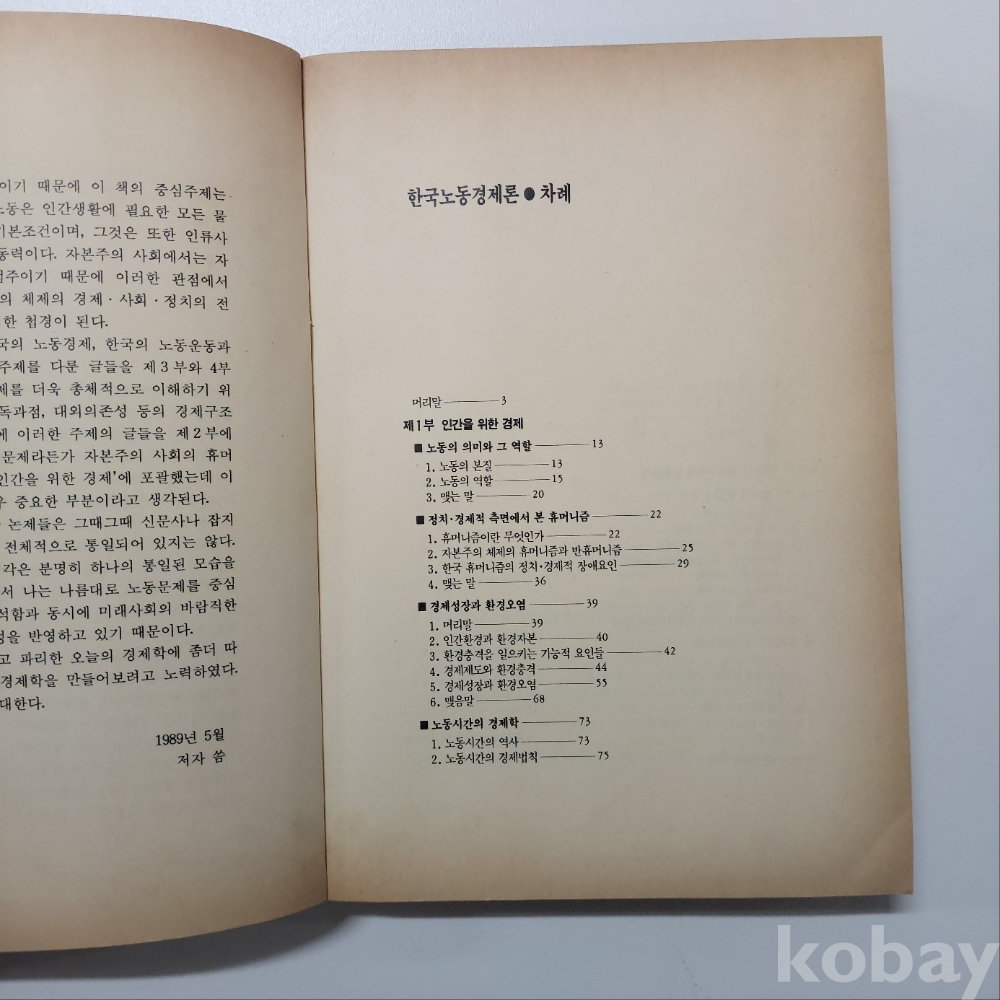 이기 때문에 이 책의 중심주제는
노동은 인간생활에 필요한 모든 물
기본조건이며, 그것은 또한 인류사
동력이다. 자본주의 사회에서는 자
주이기 때문에 이러한 관점에서
의 체제의 경제·사회·정치의 전
한 첩경이 된다.
국의 노동경제, 한국의 노동운동과
주제를 다룬 글들을 제3부와 4부
제를 더욱 총체적으로 이해하기 위
독과점, 대외의존성 등의 경제구조
에 이러한 주제의 글들을 제2부에
문제라든가 자본주의 사회의 휴머
인간을 위한 경제'에 포괄했는데 이
우 중요한 부분이라고 생각된다.
논제들은 그때그때 신문사나 잡지
전체적으로 통일되어 있지는 않다.
각은 분명히 하나의 통일된 모습을
서 나는 나름대로 노동문제를 중심
석함과 동시에 미래사회의 바람직한
성을 반영하고 있기 때문이다.
고 파리한 오늘의 경제학에 좀더 따
경제학을 만들어보려고 노력하였다.
대한다.
1989년 5월
저자 씀
한국노동경제론 ● 차례
머리말 3
제1부 인간을 위한 경제
■ 노동의 의미와 그 역할 13
1. 노동의 본질 13
2. 노동의 역할 15
3. 맺는 말 20
■ 정치·경제적 측면에서 본 휴머니즘 22
1. 휴머니즘이란 무엇인가 22
2. 자본주의 체제의 휴머니즘과 반휴머니즘 25
3. 한국 휴머니즘의 정치·경제적 장애요인 29
4. 맺는 말 36
■ 경제성장과 환경오염 39
1. 머리말 39
2. 인간환경과 환경자본 40
3. 환경충격을 일으키는 기능적 요인들 42
4. 경제제도와 환경충격 44
5. 경제성장과 환경오염 55
6. 맺음말 68
■ 노동시간의 경제학 73
1. 노동시간의 역사 73
2. 노동시간의 경제법칙 75
kobay